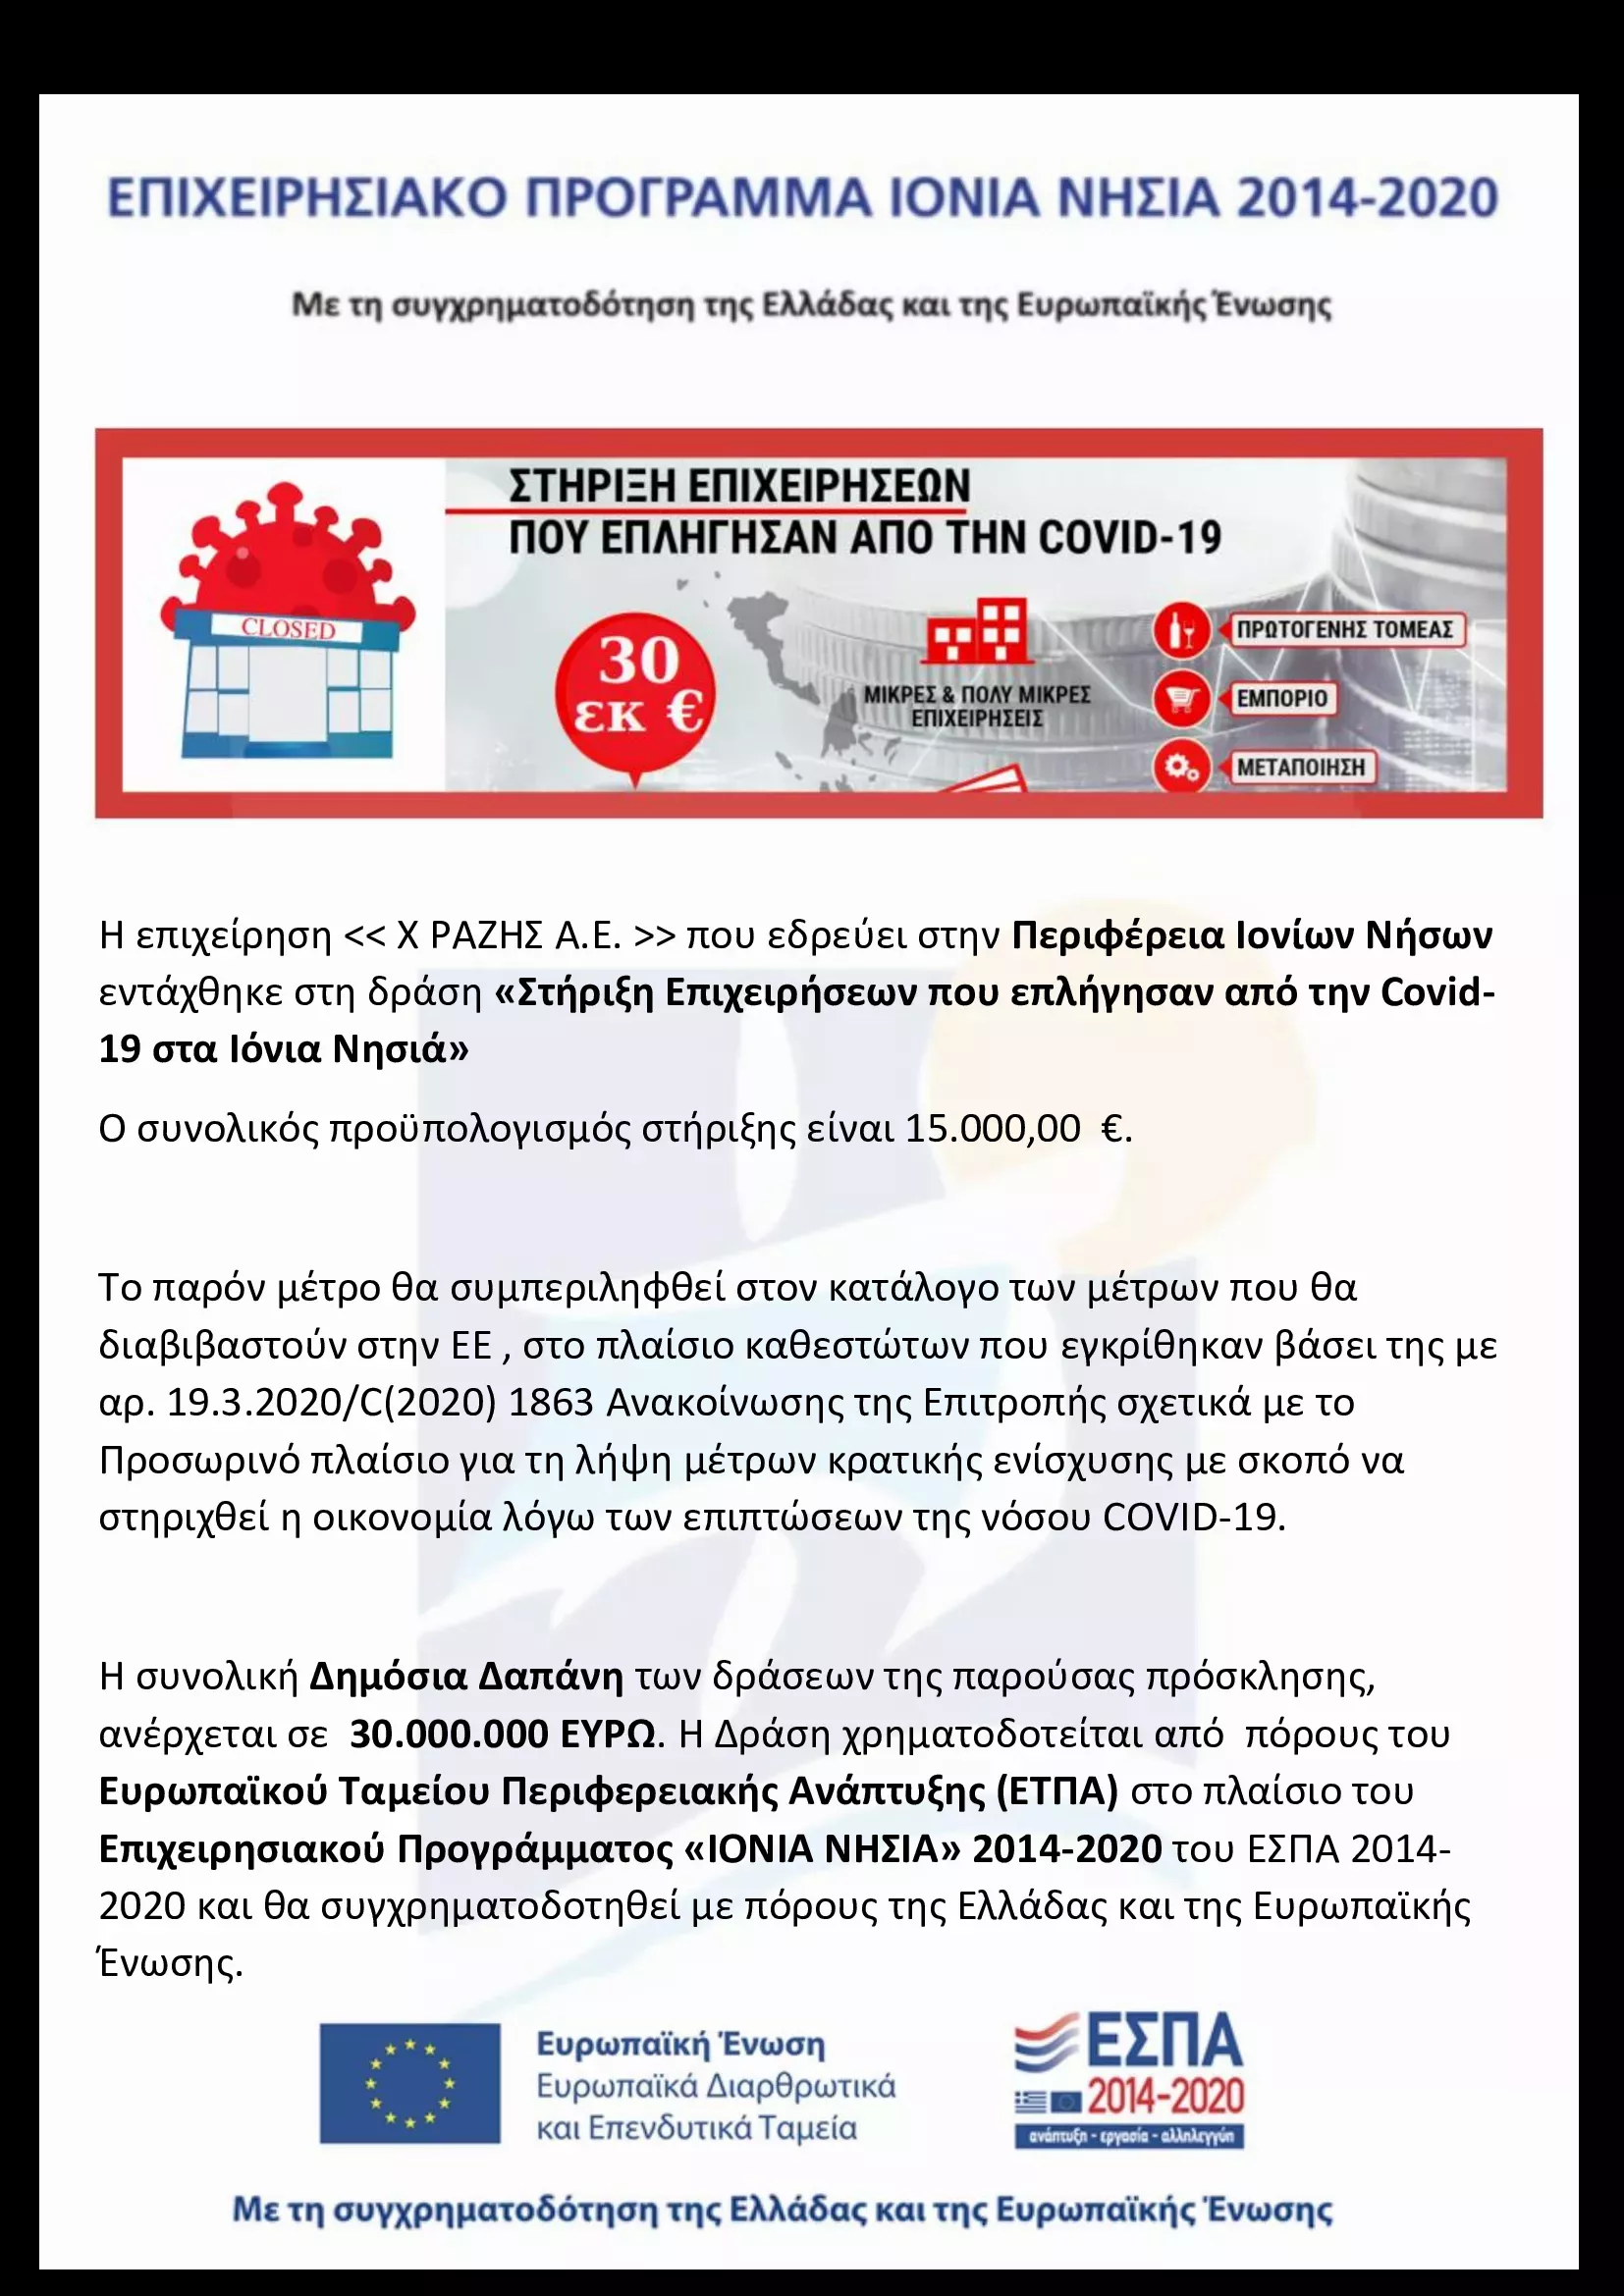 ΕΠΙΧΕΙΡΗΣΙΑΚΟ ΠΡΟΓΡΑΜΜΑ ΙΟΝΙΑ ΝΗΣΙΑ 2014-2020
Με τη συγχρηματοδότηση της Ελλάδας και της Ευρωπαϊκής Ένωσης
ΣΤΗΡΙΞΗ ΕΠΙΧΕΙΡΗΣΕΩΝ
ΠΟΥ ΕΠΛΗΓΗΣΑΝ ΑΠΟ ΤΗΝ COVID-19
CLOSED
30
εκ €
ΜΙΚΡΕΣ & ΠΟΛΥ ΜΙΚΡΕΣ
ΕΠΙΧΕΙΡΗΣΕΙΣ
ΠΡΩΤΟΓΕΝΗΣ ΤΟΜΕΑΣ
ΕΜΠΟΡΙΟ
ΜΕΤΑΠΟΙΗΣΗ
Η επιχείρηση << Χ ΡΑΖΗΣ Α.Ε. >> που εδρεύει στην Περιφέρεια Ιονίων Νήσων
εντάχθηκε στη δράση «Στήριξη Επιχειρήσεων που επλήγησαν από την Covid-
19 στα Ιόνια Νησιά»
Ο συνολικός προϋπολογισμός στήριξης είναι 15.000,00 €.
Το παρόν μέτρο θα συμπεριληφθεί στον κατάλογο των μέτρων που θα
διαβιβαστούν στην ΕΕ , στο πλαίσιο καθεστώτων που εγκρίθηκαν βάσει της με
αρ. 19.3.2020/C(2020) 1863 Ανακοίνωσης της Επιτροπής σχετικά με το
Προσωρινό πλαίσιο για τη λήψη μέτρων κρατικής ενίσχυσης με σκοπό να
στηριχθεί η οικονομία λόγω των επιπτώσεων της νόσου COVID-19.
Η συνολική Δημόσια Δαπάνη των δράσεων της παρούσας πρόσκλησης,
ανέρχεται σε 30.000.000 ΕΥΡΩ. Η Δράση χρηματοδοτείται από πόρους του
Ευρωπαϊκού Ταμείου Περιφερειακής Ανάπτυξης (ΕΤΠΑ) στο πλαίσιο του
Επιχειρησιακού Προγράμματος «ΙΟΝΙΑ ΝΗΣΙΑ» 2014-2020 του ΕΣΠΑ 2014-
2020 και θα συγχρηματοδοτηθεί με πόρους της Ελλάδας και της Ευρωπαϊκής
Ένωσης.
Ευρωπαϊκή Ένωση
Ευρωπαϊκά Διαρθρωτικά
και Επενδυτικά Ταμεία
ΕΣΠΑ
2014-2020
ανάπτυξη - εργασία - αλληλεγγύη
Με τη συγχρηματοδότηση της Ελλάδας και της Ευρωπαϊκής Ένωσης